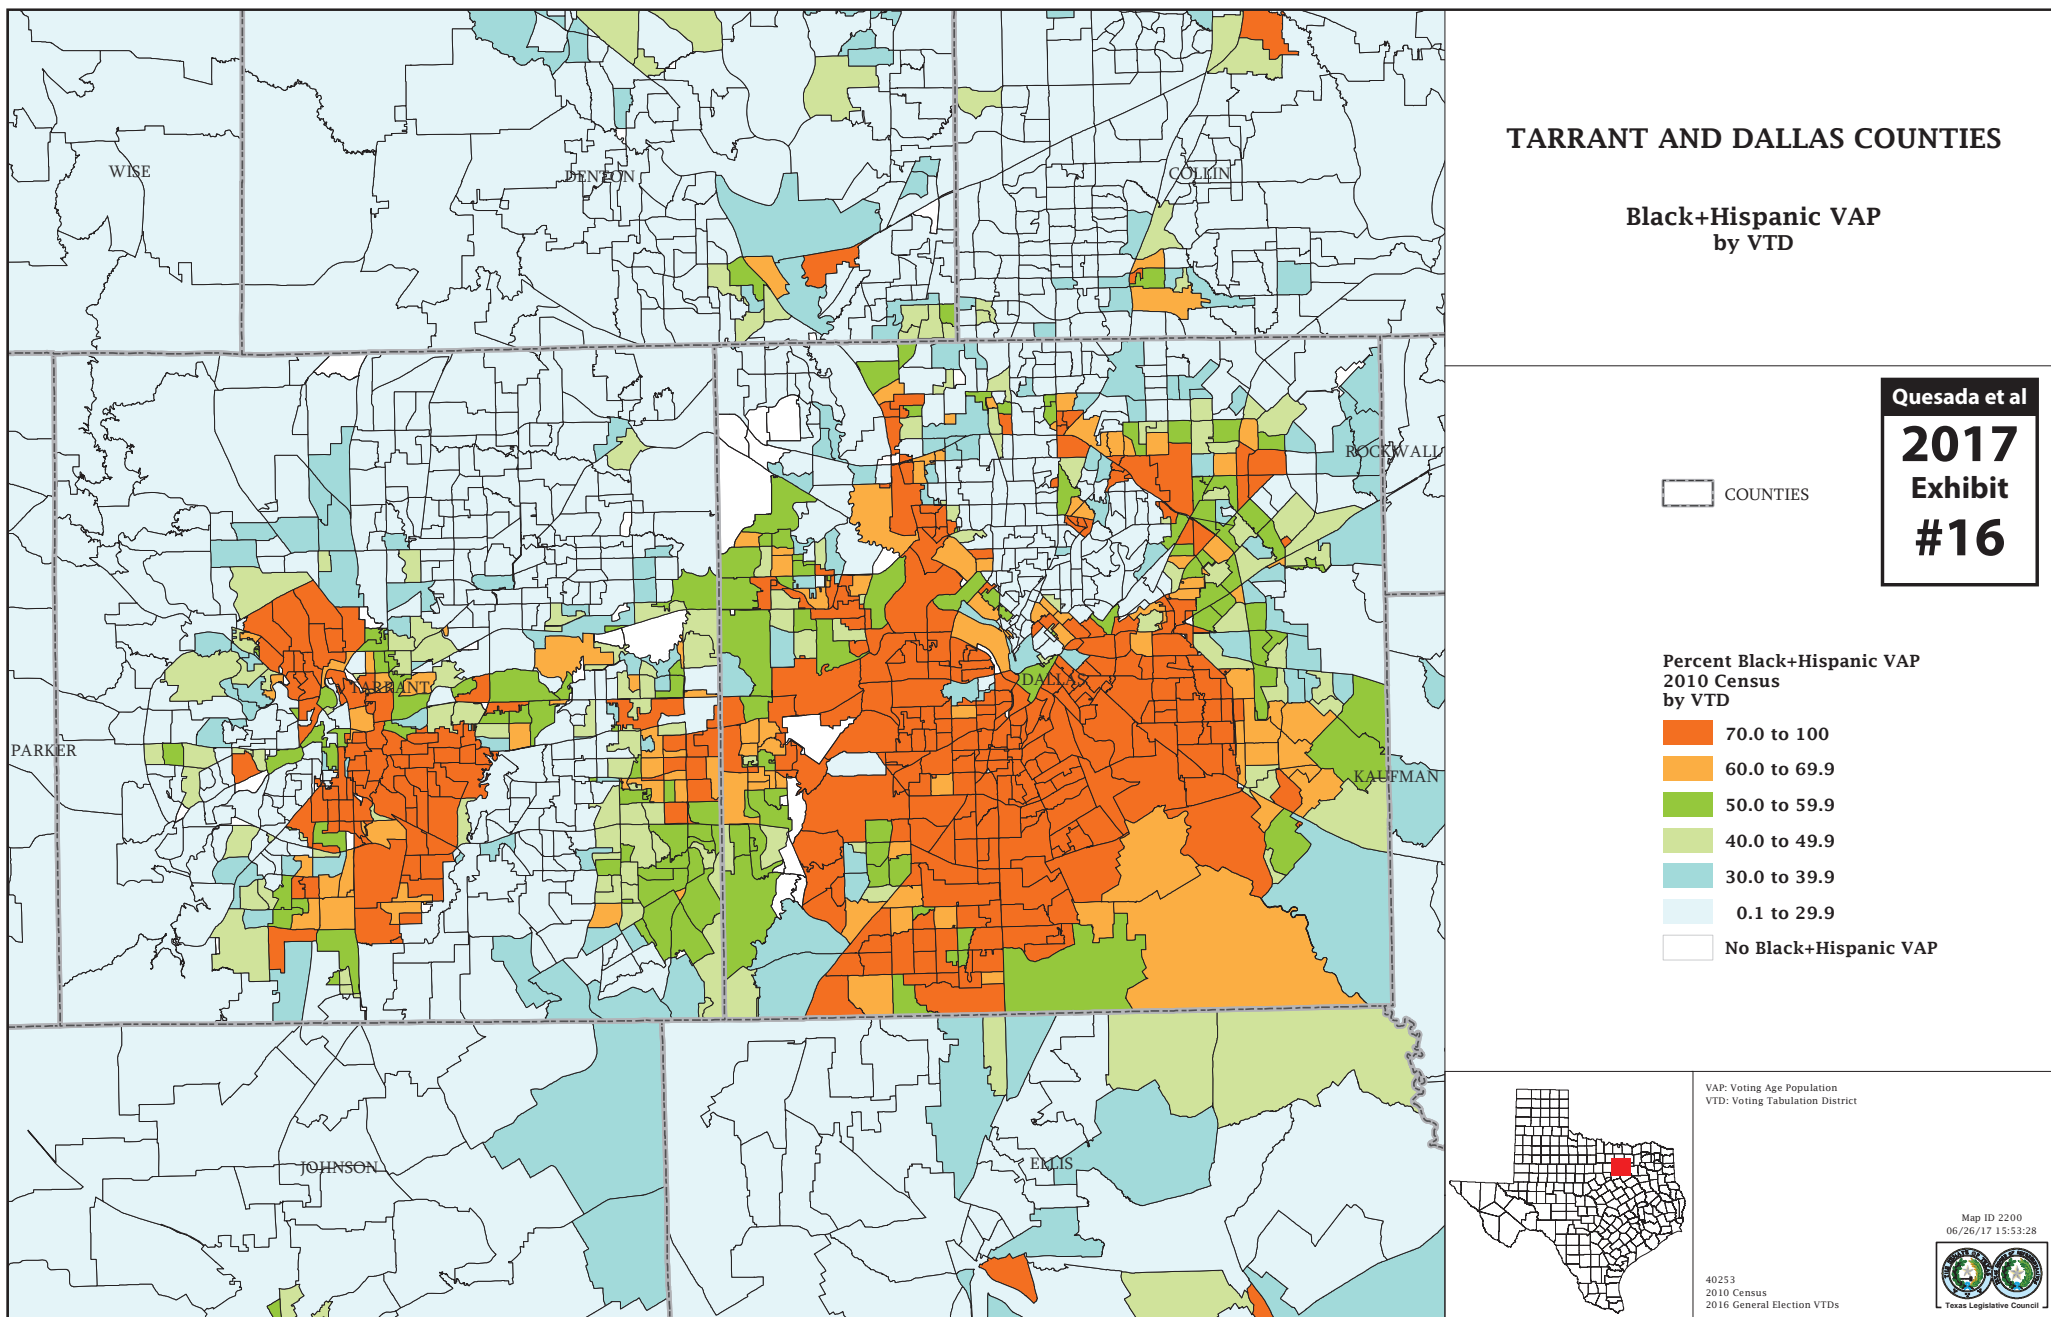 WISE
DENTON
COLLIN
ROCKWALL
TARRANT
DALLAS
PARKER
KAUFMAN
JOHNSON
ELLIS
TARRANT AND DALLAS COUNTIES
Black+Hispanic VAP
by VTD
Quesada et al
2017
Exhibit
#16
COUNTIES
Percent Black+Hispanic VAP
2010 Census
by VTD
70.0 to 100
60.0 to 69.9
50.0 to 59.9
40.0 to 49.9
30.0 to 39.9
0.1 to 29.9
No Black+Hispanic VAP
VAP: Voting Age Population
VTD: Voting Tabulation District
Map ID 2200
06/26/17 15:53:28
40253
2010 Census
2016 General Election VTDs
Texas Legislative Council